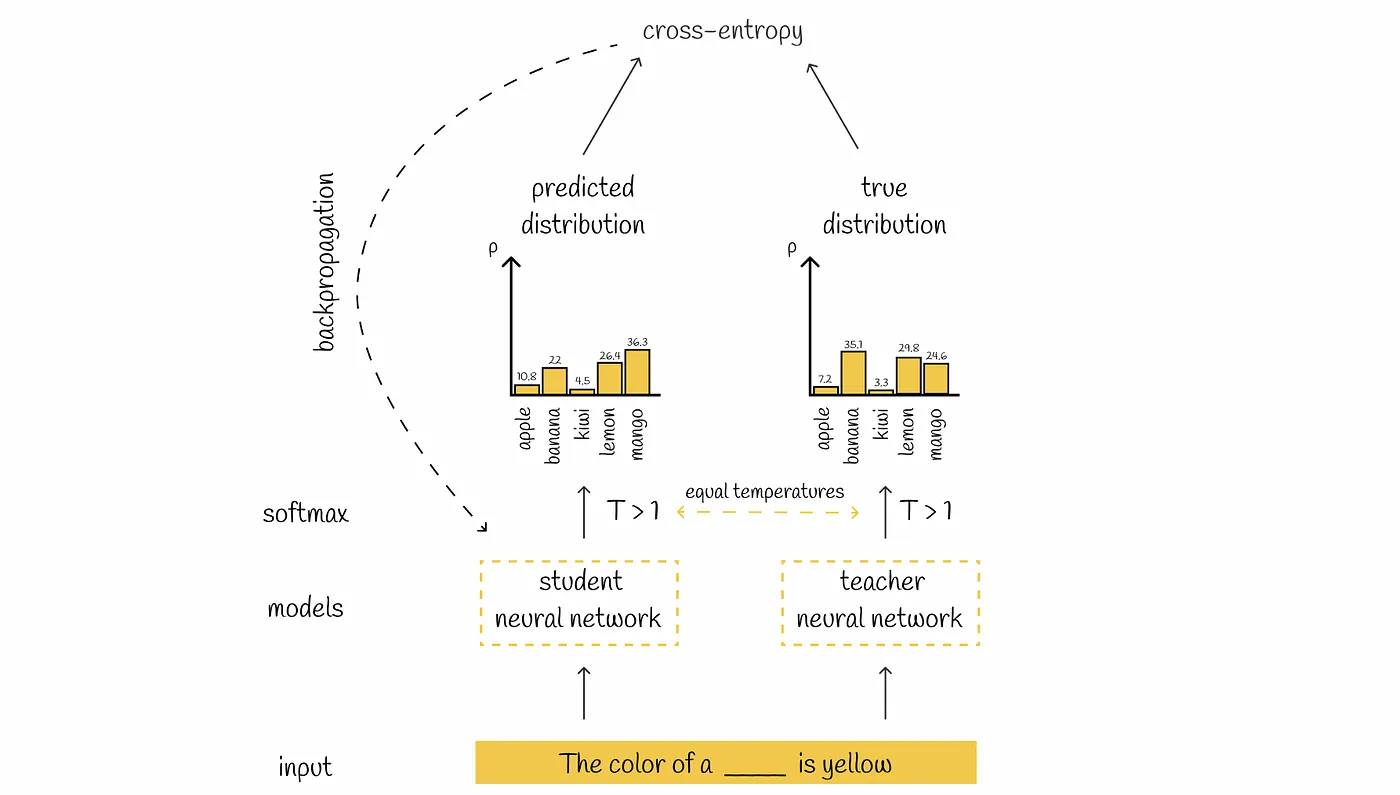 cross-entropy
backpropagation
predicted
distribution
true
distribution
ρ
10.8
22
4.5
26.4
36.3
apple
banana
kiwi
lemon
mango
ρ
7.2
35.1
3.3
29.8
24.6
apple
banana
kiwi
lemon
mango
softmax
T > 1
equal temperatures
T > 1
models
student
neural network
teacher
neural network
input
The color of a ____ is yellow